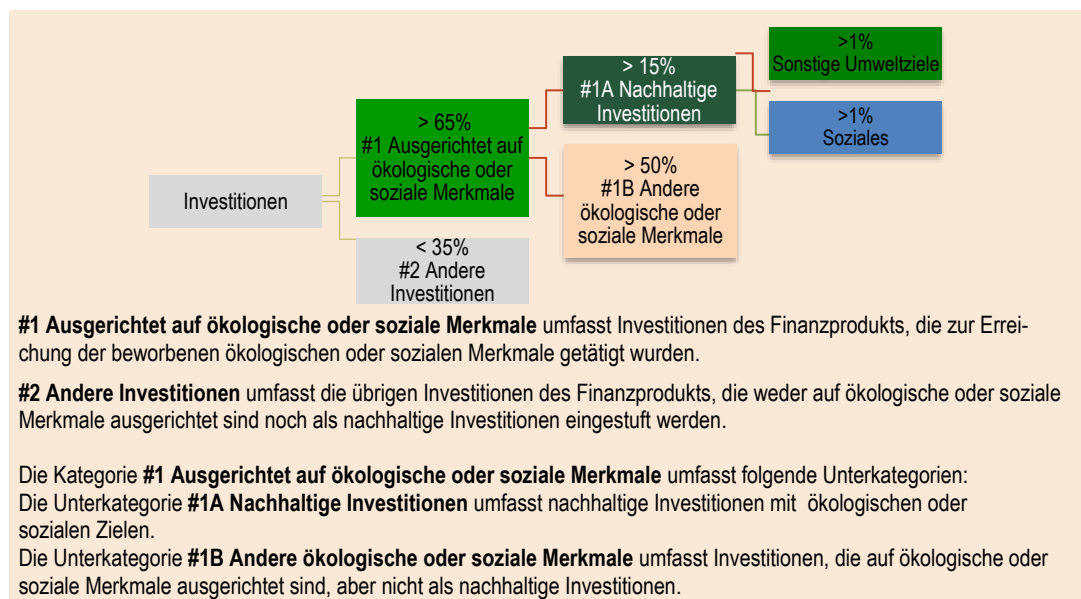 Investitionen
> 65%
#1 Ausgerichtet auf
ökologische oder
soziale Merkmale
< 35%
#2 Andere
Investitionen
> 15%
#1A Nachhaltige
Investitionen
> 50%
#1B Andere
ökologische oder
soziale Merkmale
>1%
Sonstige Umweltziele
>1%
Soziales
#1 Ausgerichtet auf ökologische oder soziale Merkmale umfasst Investitionen des Finanzprodukts, die zur Errei-
chung der beworbenen ökologischen oder sozialen Merkmale getätigt wurden.
#2 Andere Investitionen umfasst die übrigen Investitionen des Finanzprodukts, die weder auf ökologische oder soziale
Merkmale ausgerichtet sind noch als nachhaltige Investitionen eingestuft werden.
Die Kategorie #1 Ausgerichtet auf ökologische oder soziale Merkmale umfasst folgende Unterkategorien:
Die Unterkategorie #1A Nachhaltige Investitionen umfasst nachhaltige Investitionen mit ökologischen oder
sozialen Zielen.
Die Unterkategorie #1B Andere ökologische oder soziale Merkmale umfasst Investitionen, die auf ökologische oder
soziale Merkmale ausgerichtet sind, aber nicht als nachhaltige Investitionen.